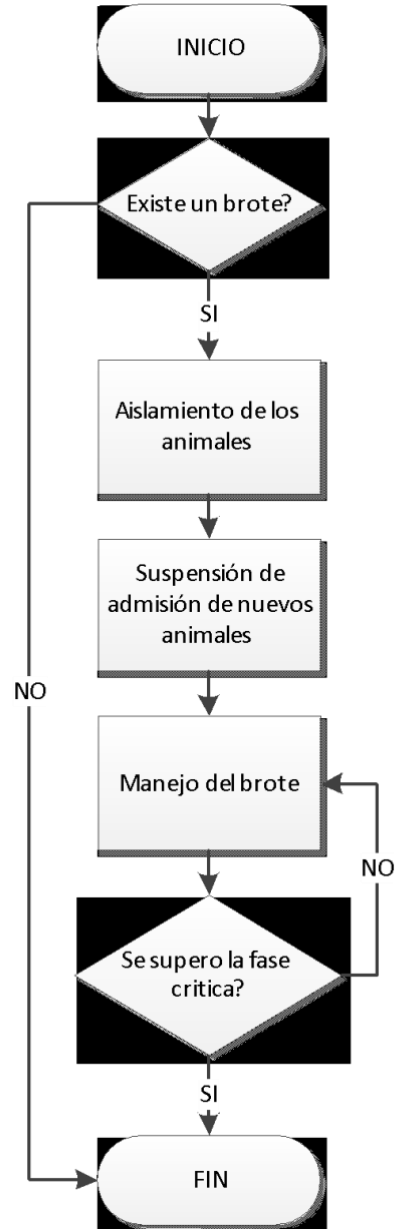 INICIO
Existe un brote?
SI
Aislamiento de los
animales
Suspensión de
admisión de nuevos
animales
NO
Manejo del brote
NO
Se supero la fase
critica?
SI
FIN